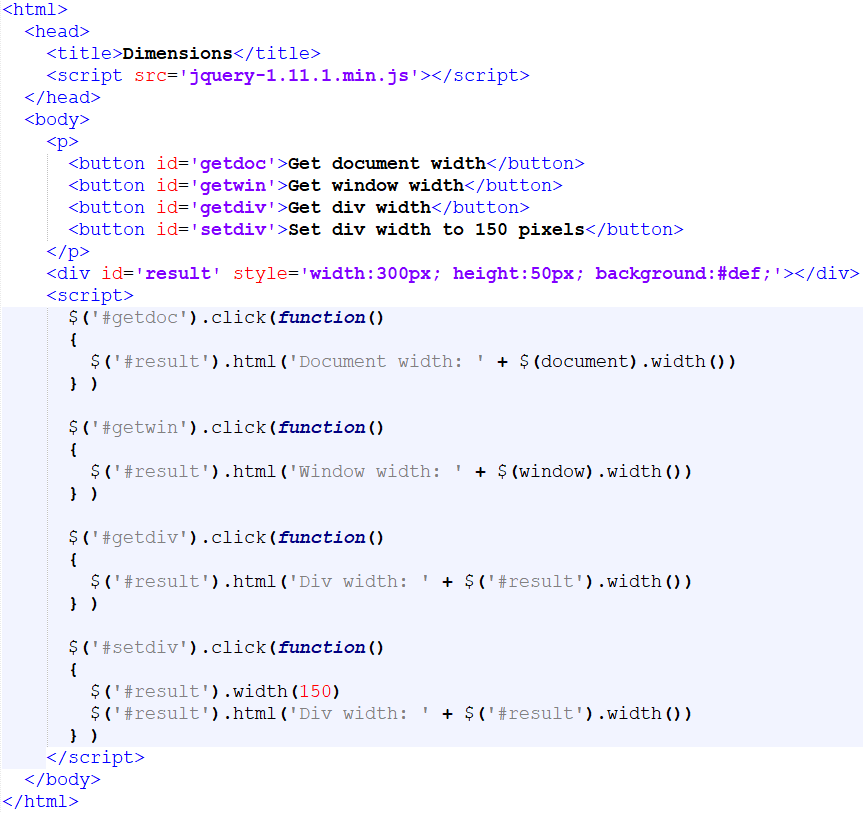 <html>
  <head>
    <title>Dimensions</title>
    <script src='jquery-1.11.1.min.js'></script>
  </head>
  <body>
    <p>
      <button id='getdoc'>Get document width</button>
      <button id='getwin'>Get window width</button>
      <button id='getdiv'>Get div width</button>
      <button id='setdiv'>Set div width to 150 pixels</button>
    </p>
    <div id='result' style='width:300px; height:50px; background:#def;'></div>
    <script>
      $('#getdoc').click(function()
      {
        $('#result').html('Document width: ' + $(document).width())
      } )

      $('#getwin').click(function()
      {
        $('#result').html('Window width: ' + $(window).width())
      } )

      $('#getdiv').click(function()
      {
        $('#result').html('Div width: ' + $('#result').width())
      } )

      $('#setdiv').click(function()
      {
        $('#result').width(150)
        $('#result').html('Div width: ' + $('#result').width())
      } )
    </script>
  </body>
</html>